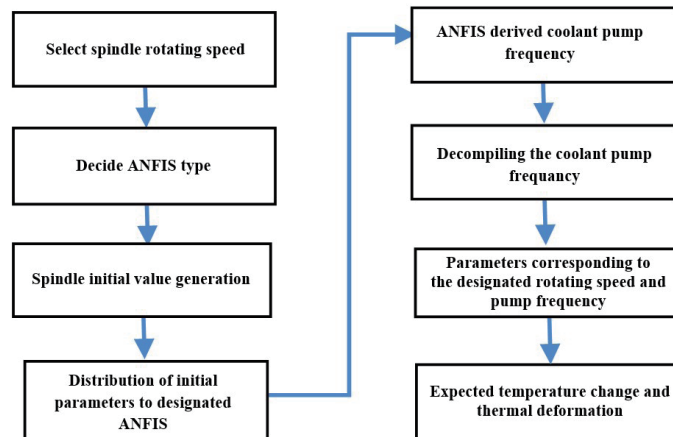 Select spindle rotating speed
Decide ANFIS type
Spindle initial value generation
Distribution of initial
parameters to designated
ANFIS
ANFIS derived coolant pump
frequency
Decompiling the coolant pump
frequancy
Parameters corresponding to
the designated rotating speed and
pump frequency
Expected temperature change and
thermal deformation